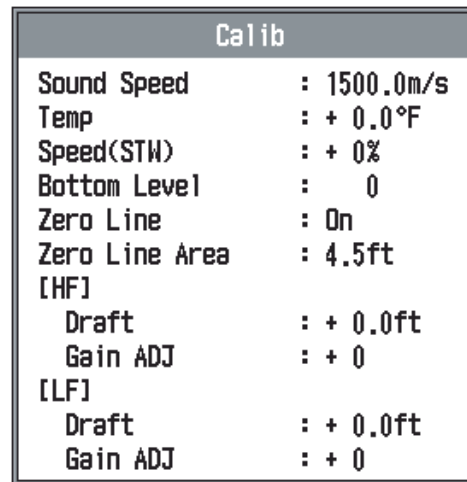 Calib
Sound Speed : 1500.0m/s
Temp : + 0.0°F
Speed(STW) : + 0%
Bottom Level : 0
Zero Line : On
Zero Line Area : 4.5ft
[HF]
Draft : + 0.0ft
Gain ADJ : + 0
[LF]
Draft : + 0.0ft
Gain ADJ : + 0